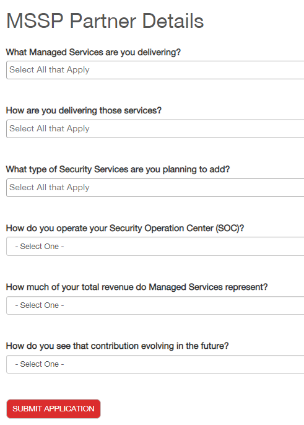 MSSP Partner Details
What Managed Services are you delivering?
Select All that Apply
How are you delivering those services?
Select All that Apply
What type of Security Services are you planning to add?
Select All that Apply
How do you operate your Security Operation Center (SOC)?
- Select One -
How much of your total revenue do Managed Services represent?
- Select One -
How do you see that contribution evolving in the future?
- Select One -
SUBMIT APPLICATION